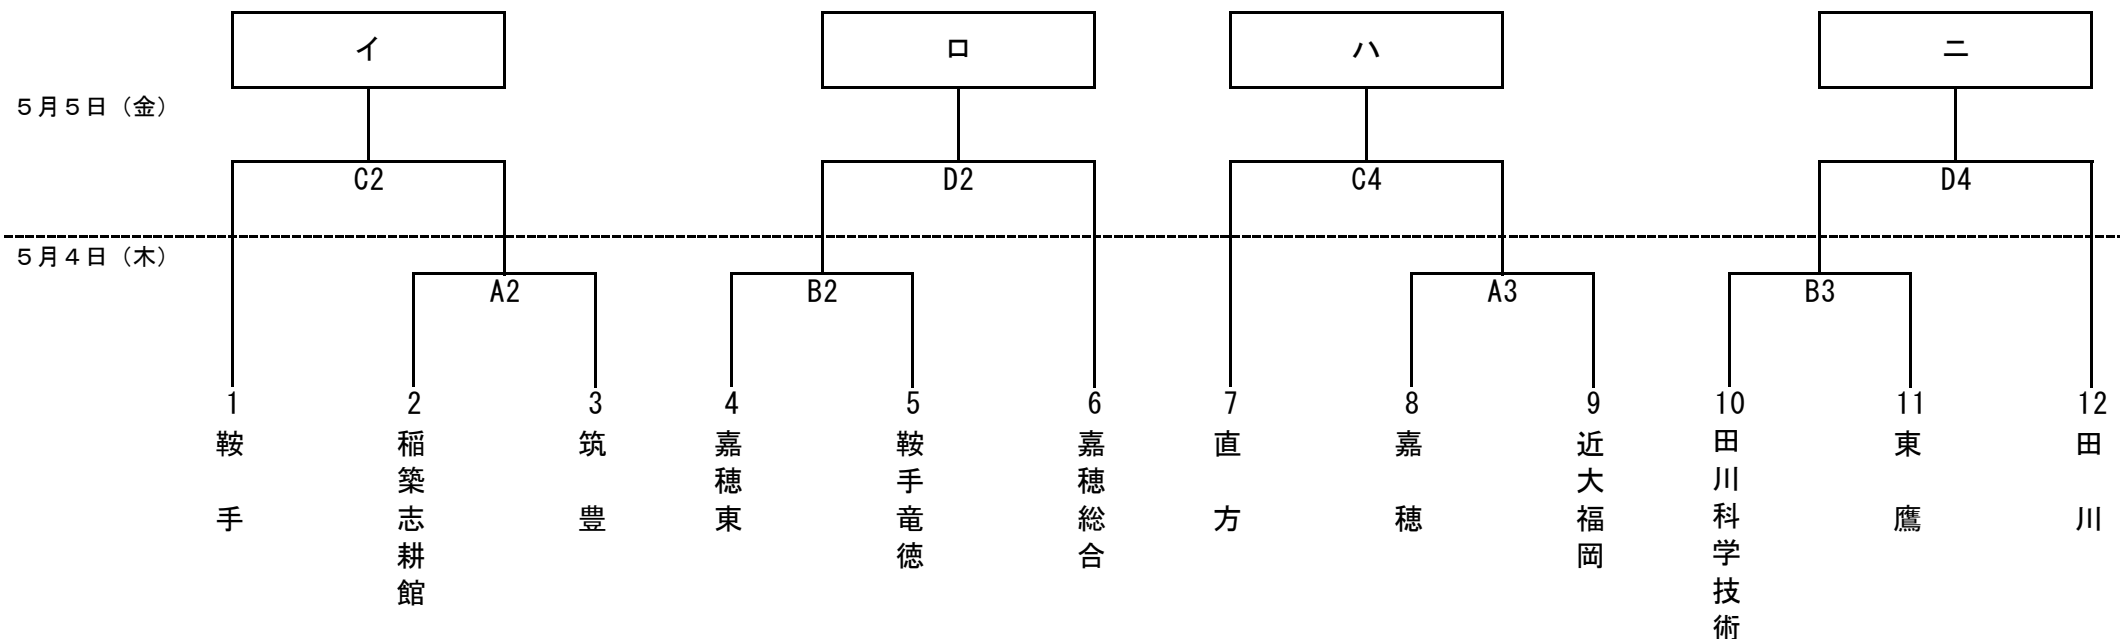 イ
ロ
ハ
ニ
５月５日（金）
C2
D2
C4
D4
５月４日（木）
A2
B2
A3
B3
1
2
3
4
5
6
7
8
9
10
11
12
鞍手
稲築志耕館
筑豊
嘉穂東
鞍手竜徳
嘉穂総合
直方
嘉穂
近大福岡
田川科学技術
東鷹
田川